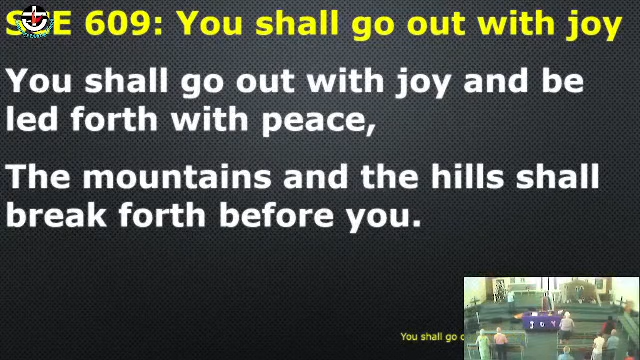 609: You shall go out with joy
You shall go out with joy and be
led forth with peace,
The mountains and the hills shall
break forth before you.
You shall go
JOY